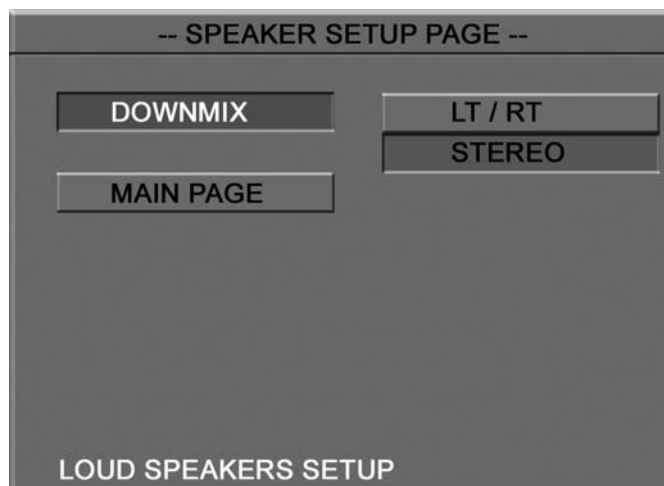 -- SPEAKER SETUP PAGE --
DOWNMIX
LT / RT
STEREO
MAIN PAGE
LOUD SPEAKERS SETUP